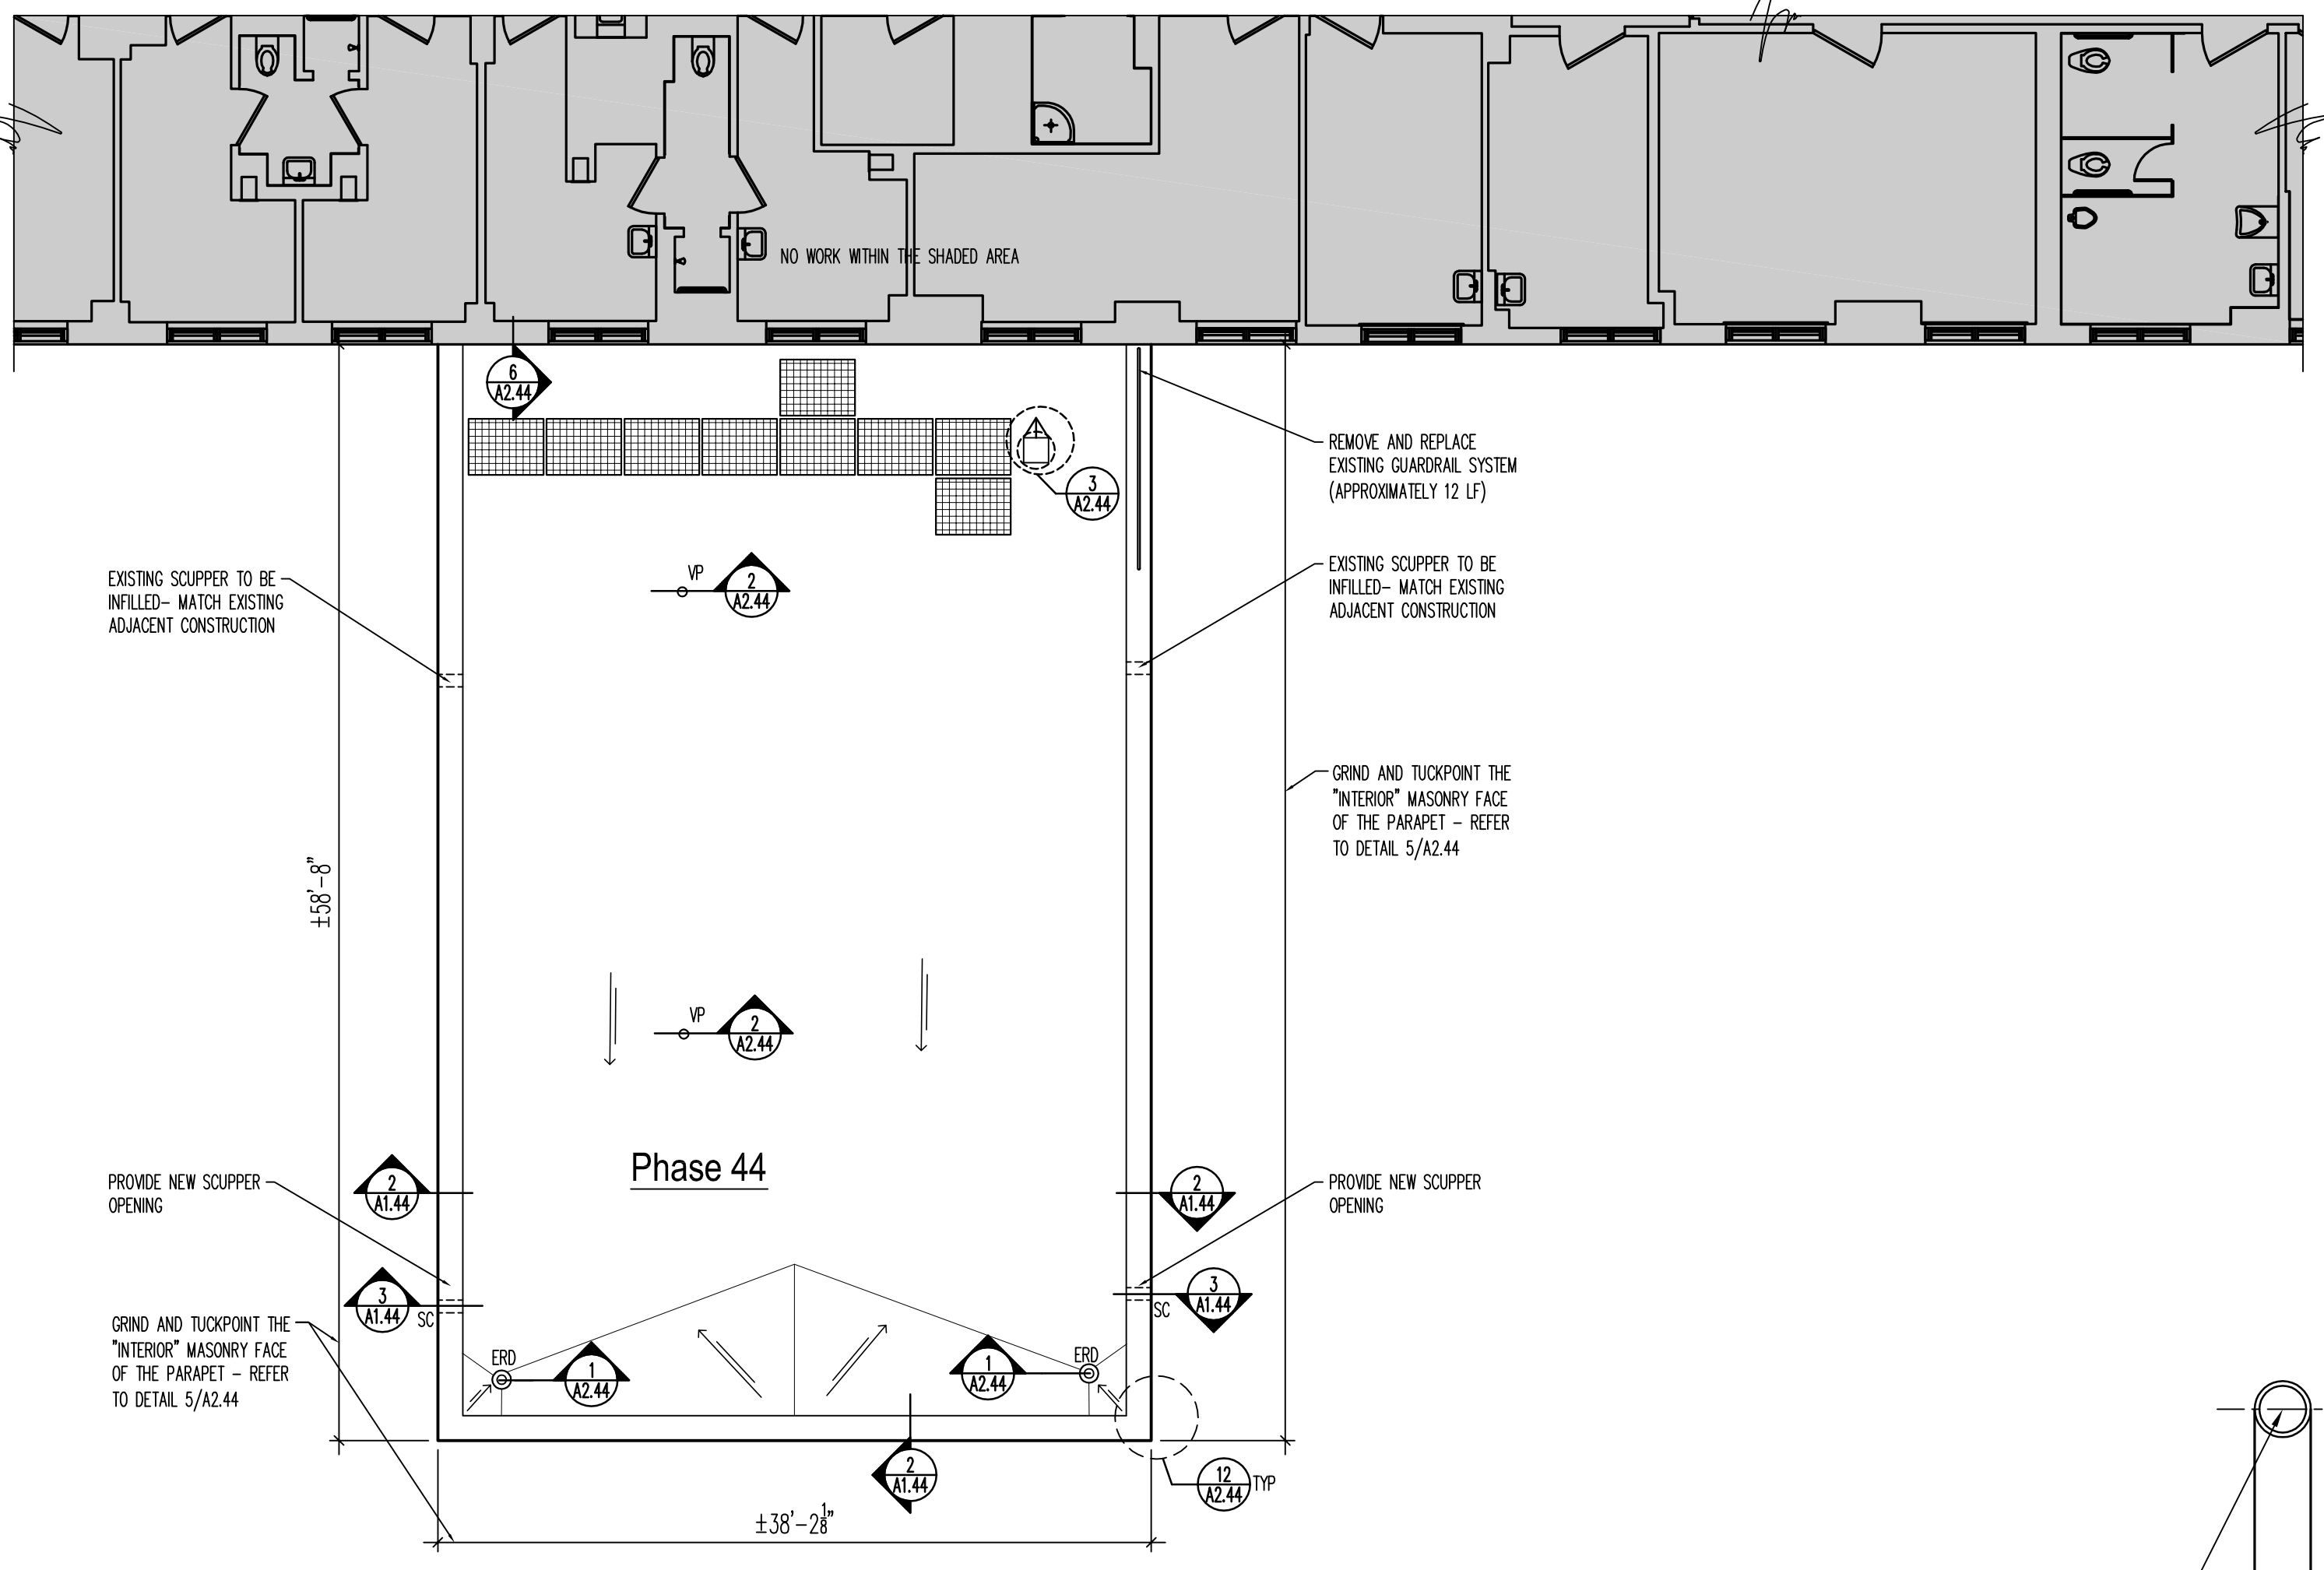 NO WORK WITHIN THE SHADED AREA
6
A2.44
3
A2.44
REMOVE AND REPLACE
EXISTING GUARDRAIL SYSTEM
(APPROXIMATELY 12 LF)
EXISTING SCUPPER TO BE
INFILLED- MATCH EXISTING
ADJACENT CONSTRUCTION
VP
2
A2.44
EXISTING SCUPPER TO BE
INFILLED- MATCH EXISTING
ADJACENT CONSTRUCTION
GRIND AND TUCKPOINT THE
"INTERIOR" MASONRY FACE
OF THE PARAPET - REFER
TO DETAIL 5/A2.44
±58'-8"
VP
2
A2.44
Phase 44
PROVIDE NEW SCUPPER
OPENING
2
A1.44
2
A1.44
PROVIDE NEW SCUPPER
OPENING
3
A1.44
SC
3
A1.44
SC
GRIND AND TUCKPOINT THE
"INTERIOR" MASONRY FACE
OF THE PARAPET - REFER
TO DETAIL 5/A2.44
ERD
1
A2.44
1
A2.44
ERD
2
A1.44
12
A2.44
TYP
±38'-2⅛"